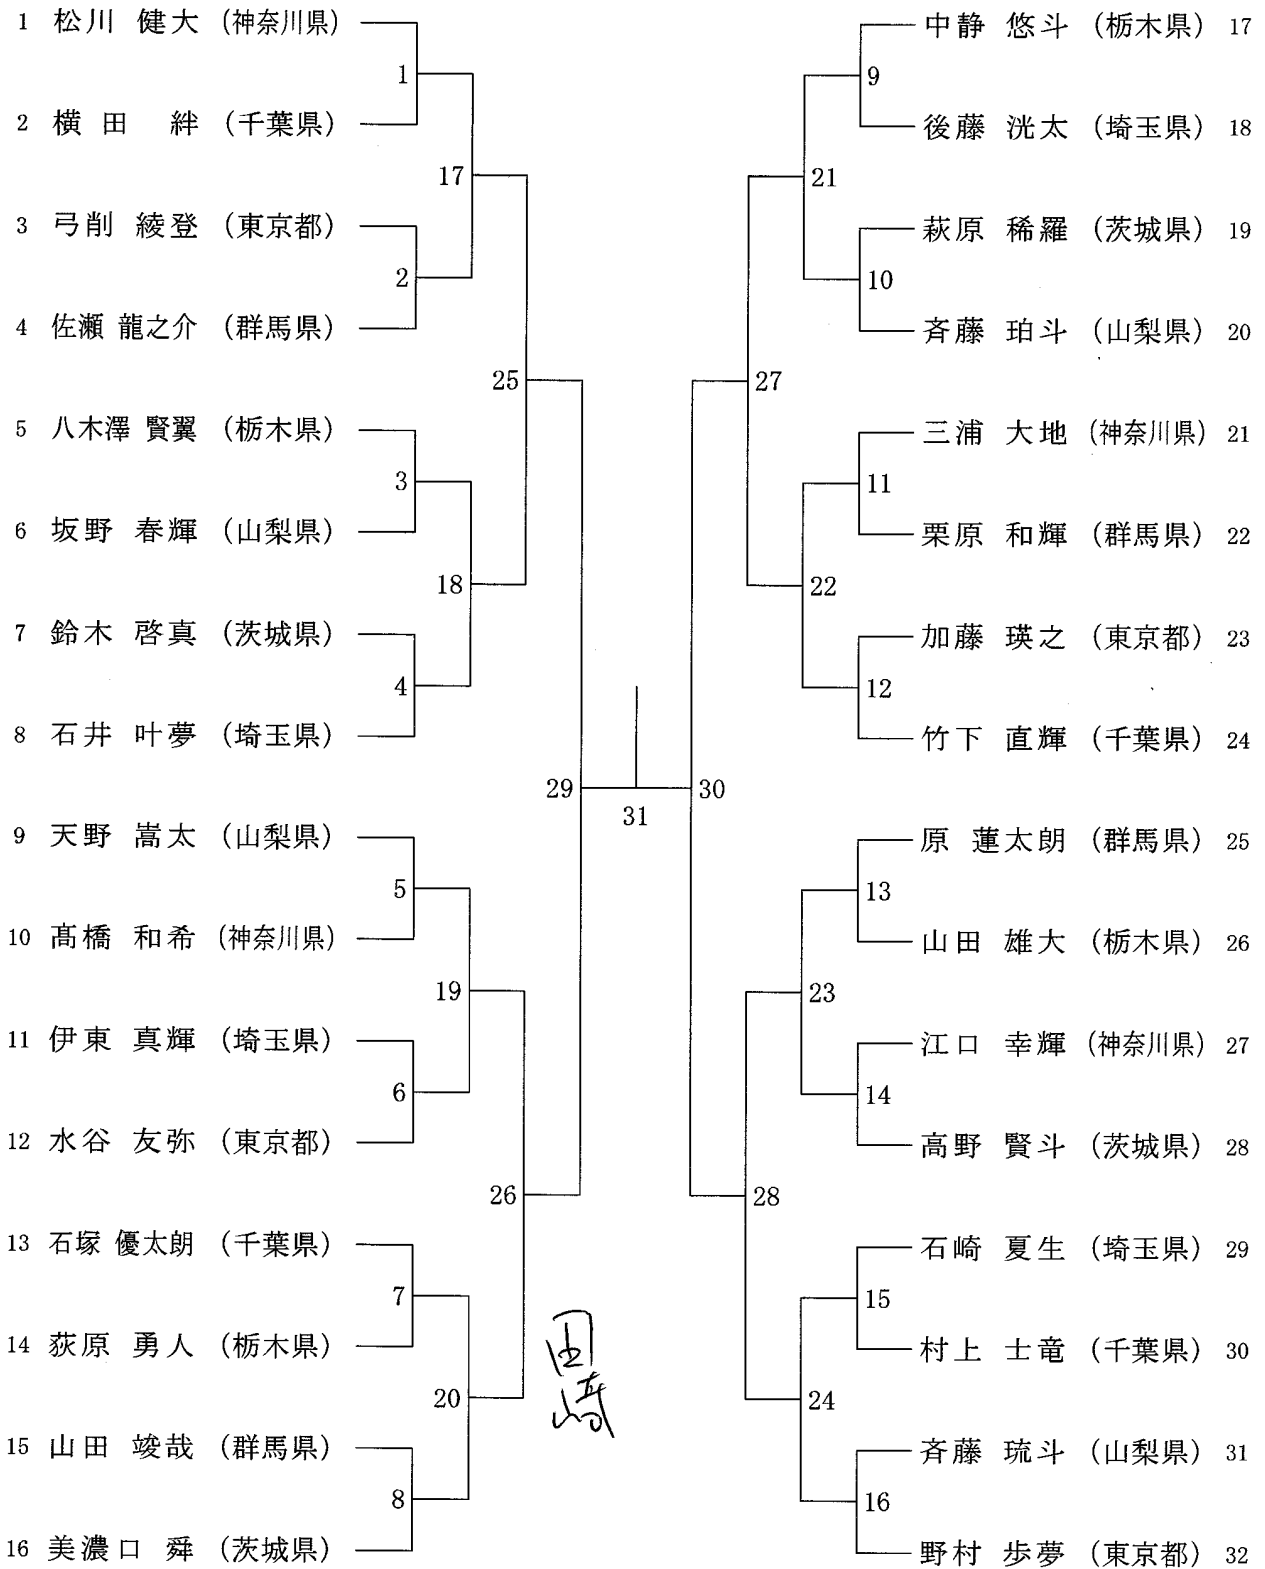 1 松川 健大 (神奈川県)
1
2 横田 絆 (千葉県)
17
3 弓削 綾登 (東京都)
2
4 佐瀬 龍之介 (群馬県)
25
5 八木澤 賢翼 (栃木県)
3
6 坂野 春輝 (山梨県)
18
7 鈴木 啓真 (茨城県)
4
8 石井 叶夢 (埼玉県)
29
9 天野 嵩太 (山梨県)
5
10 髙橋 和希 (神奈川県)
19
11 伊東 真輝 (埼玉県)
6
12 水谷 友弥 (東京都)
26
13 石塚 優太朗 (千葉県)
7
14 荻原 勇人 (栃木県)
20
15 山田 竣哉 (群馬県)
8
16 美濃口 舜 (茨城県)
31
中静 悠斗 (栃木県) 17
9
後藤 洸太 (埼玉県) 18
21
萩原 稀羅 (茨城県) 19
10
斉藤 珀斗 (山梨県) 20
27
三浦 大地 (神奈川県) 21
11
栗原 和輝 (群馬県) 22
22
加藤 瑛之 (東京都) 23
12
竹下 直輝 (千葉県) 24
30
原 蓮太朗 (群馬県) 25
13
山田 雄大 (栃木県) 26
23
江口 幸輝 (神奈川県) 27
14
高野 賢斗 (茨城県) 28
28
石崎 夏生 (埼玉県) 29
15
村上 士竜 (千葉県) 30
24
斉藤 琉斗 (山梨県) 31
16
野村 歩夢 (東京都) 32